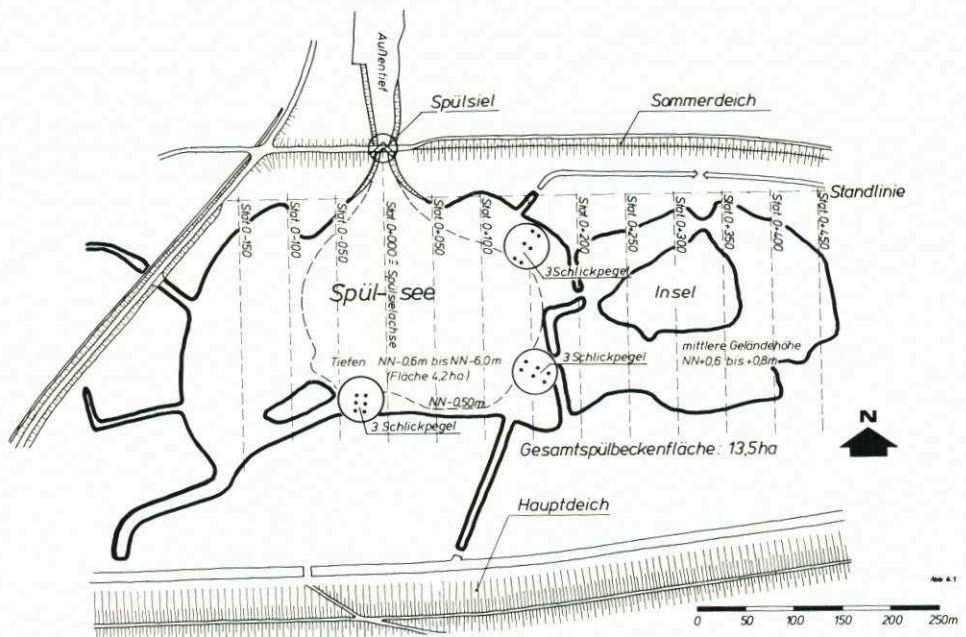 Außentief
Spülsiel
Sommerdeich
Standlinie
Stat 0-150
Stat 0-100
Stat 0-050
Stat 0+000 ≙ Spülsielachse
Stat 0+050
Stat 0+100
Stat 0+200
Stat 0+250
Stat 0+300
Stat 0+350
Stat 0+400
Stat 0+450
3 Schlickpegel
Spül-see
Insel
mittlere Geländehöhe
NN+0,6 bis +0,8m
Tiefen NN-0,6m bis NN-6,0m
(Fläche 4,2ha)
3 Schlickpegel
NN-0,50m
3 Schlickpegel
N
Gesamtspülbeckenfläche: 13,5ha
Hauptdeich
Abb 4.1
0 50 100 150 200 250m